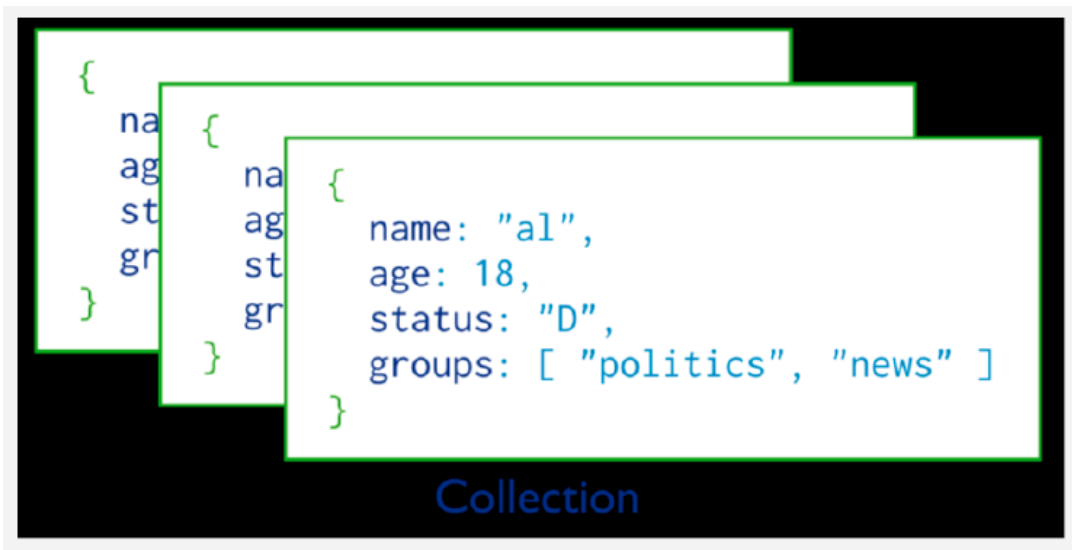 {
na
ag
st
gr
}
{
na
ag
st
gr
}
{
name: "al",
age: 18,
status: "D",
groups: [ "politics", "news" ]
}
Collection